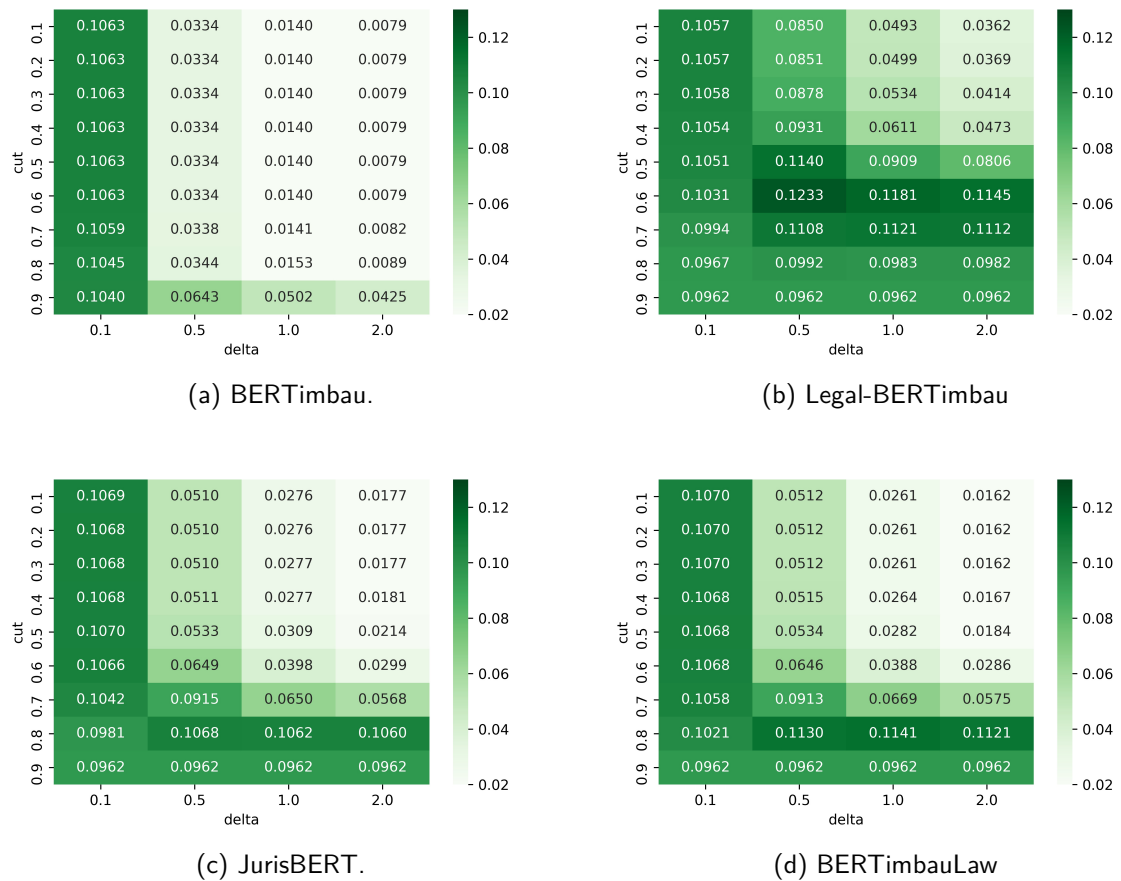 0.1 0.1063 0.0334 0.0140 0.0079
0.2 0.1063 0.0334 0.0140 0.0079
0.3 0.1063 0.0334 0.0140 0.0079
0.4 0.1063 0.0334 0.0140 0.0079
0.5 0.1063 0.0334 0.0140 0.0079
0.6 0.1063 0.0334 0.0140 0.0079
0.7 0.1059 0.0338 0.0141 0.0082
0.8 0.1045 0.0344 0.0153 0.0089
0.9 0.1040 0.0643 0.0502 0.0425
cut
0.1 0.5 1.0 2.0
delta
0.12
0.10
0.08
0.06
0.04
0.02
(a) BERTimbau.
0.1 0.1057 0.0850 0.0493 0.0362
0.2 0.1057 0.0851 0.0499 0.0369
0.3 0.1058 0.0878 0.0534 0.0414
0.4 0.1054 0.0931 0.0611 0.0473
0.5 0.1051 0.1140 0.0909 0.0806
0.6 0.1031 0.1233 0.1181 0.1145
0.7 0.0994 0.1108 0.1121 0.1112
0.8 0.0967 0.0992 0.0983 0.0982
0.9 0.0962 0.0962 0.0962 0.0962
cut
0.1 0.5 1.0 2.0
delta
0.12
0.10
0.08
0.06
0.04
0.02
(b) Legal-BERTimbau
0.1 0.1069 0.0510 0.0276 0.0177
0.2 0.1068 0.0510 0.0276 0.0177
0.3 0.1068 0.0510 0.0277 0.0177
0.4 0.1068 0.0511 0.0277 0.0181
0.5 0.1070 0.0533 0.0309 0.0214
0.6 0.1066 0.0649 0.0398 0.0299
0.7 0.1042 0.0915 0.0650 0.0568
0.8 0.0981 0.1068 0.1062 0.1060
0.9 0.0962 0.0962 0.0962 0.0962
cut
0.1 0.5 1.0 2.0
delta
0.12
0.10
0.08
0.06
0.04
0.02
(c) JurisBERT.
0.1 0.1070 0.0512 0.0261 0.0162
0.2 0.1070 0.0512 0.0261 0.0162
0.3 0.1070 0.0512 0.0261 0.0162
0.4 0.1068 0.0515 0.0264 0.0167
0.5 0.1068 0.0534 0.0282 0.0184
0.6 0.1068 0.0646 0.0388 0.0286
0.7 0.1058 0.0913 0.0669 0.0575
0.8 0.1021 0.1130 0.1141 0.1121
0.9 0.0962 0.0962 0.0962 0.0962
cut
0.1 0.5 1.0 2.0
delta
0.12
0.10
0.08
0.06
0.04
0.02
(d) BERTimbauLaw